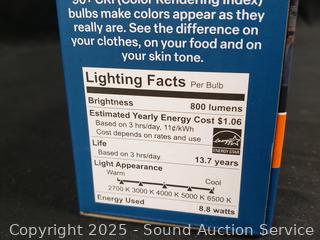 90+ CRI (Color Rendering Index)
bulbs make colors appear as they
really are. See the difference on
your clothes, on your food and on
your skin tone.
Lighting Facts Per Bulb
Brightness 800 lumens
Estimated Yearly Energy Cost $1.06
Based on 3 hrs/day, 11¢/kWh
Cost depends on rates and use
ENERGY STAR
Life
Based on 3 hrs/day 13.7 years
Light Appearance
Warm Cool
2700 K 3000 K 4000 K 5000 K 6500 K
Energy Used 8.8 watts
Copyright 2025 - Sound Auction Service